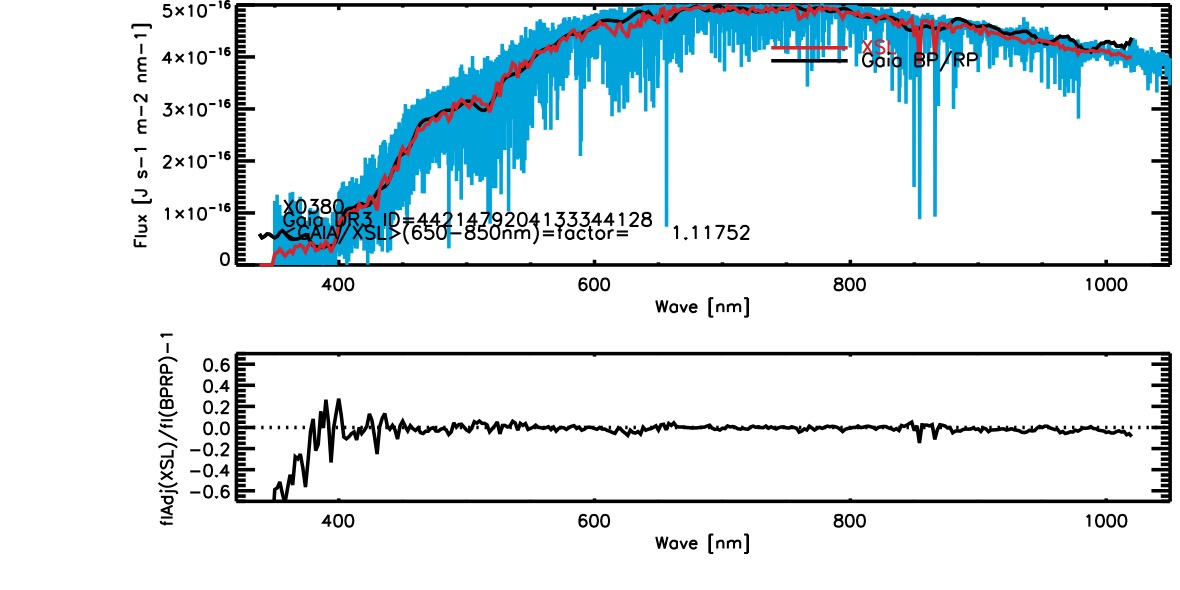 5×10−16
4×10−16
3×10−16
2×10−16
1×10−16
0
Flux [J s−1 m−2 nm−1]
XSL
Gaia BP/RP
X0380
Gaia DR3 ID=4421479204133344128
<GAIA/XSL>(650−850nm)=factor= 1.11752
400 600 800 1000
Wave [nm]
flAdj(XSL)/fl(BPRP)−1
0.6
0.4
0.2
0.0
−0.2
−0.4
−0.6
400 600 800 1000
Wave [nm]